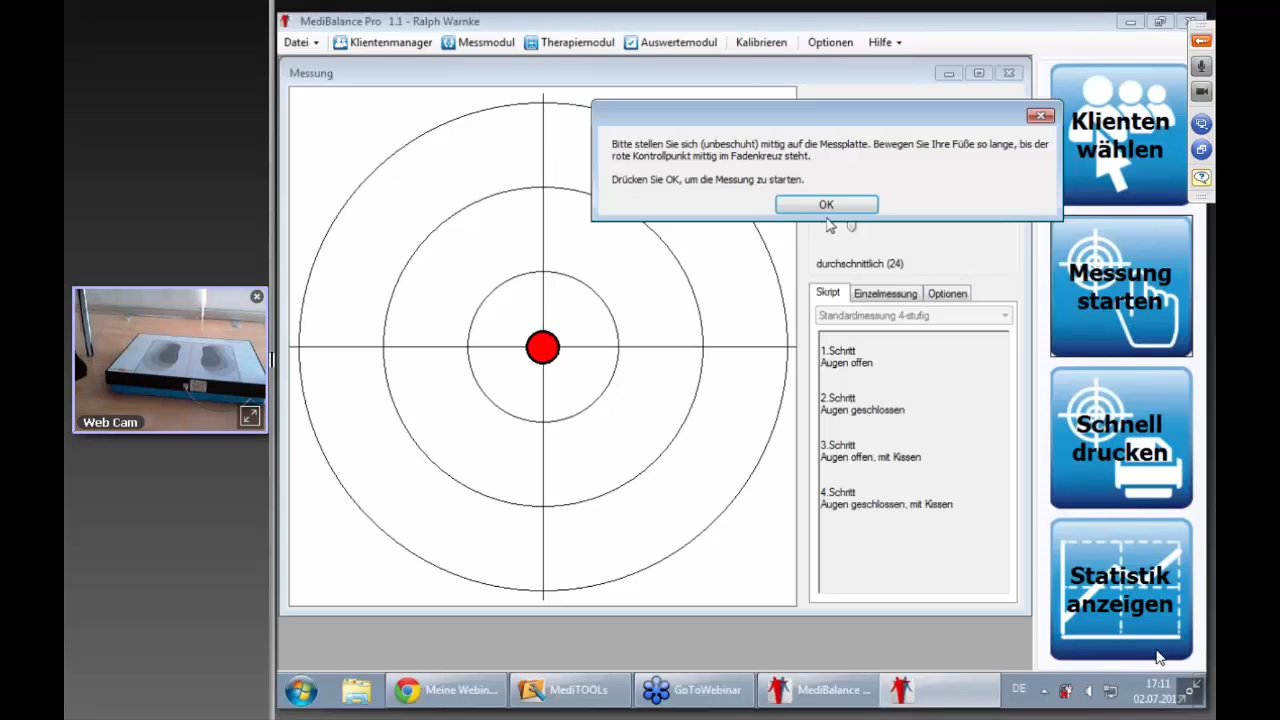 MediBalance Pro 1.1 - Ralph Warnke
Datei Klientenmanager Messmodul Therapiemodul Auswertemodul Kalibrieren Optionen Hilfe
Messung
Bitte stellen Sie sich (unbeschuht) mittig auf die Messplatte. Bewegen Sie Ihre Füße so lange, bis der
rote Kontrollpunkt mittig im Fadenkreuz steht.
Drücken Sie OK, um die Messung zu starten.
OK
durchschnittlich (24)
Skript Einzelmessung Optionen
Standardmessung 4-stufig
1.Schritt
Augen offen
2.Schritt
Augen geschlossen
3.Schritt
Augen offen, mit Kissen
4.Schritt
Augen geschlossen, mit Kissen
Klienten
wählen
Messung
starten
Schnell
drucken
Statistik
anzeigen
Web Cam
Meine Webin... MediTOOLs GoToWebinar MediBalance ... DE
17:11